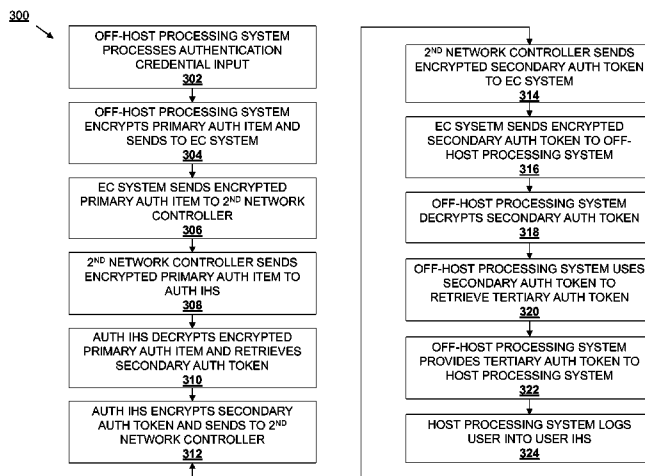 300
OFF-HOST PROCESSING SYSTEM
PROCESSES AUTHENTICATION
CREDENTIAL INPUT
302
OFF-HOST PROCESSING SYSTEM
ENCRYPTS PRIMARY AUTH ITEM AND
SENDS TO EC SYSTEM
304
EC SYSTEM SENDS ENCRYPTED
PRIMARY AUTH ITEM TO 2ND NETWORK
CONTROLLER
306
2ND NETWORK CONTROLLER SENDS
ENCRYPTED PRIMARY AUTH ITEM TO
AUTH IHS
308
AUTH IHS DECRYPTS ENCRYPTED
PRIMARY AUTH ITEM AND RETRIEVES
SECONDARY AUTH TOKEN
310
AUTH IHS ENCRYPTS SECONDARY
AUTH TOKEN AND SENDS TO 2ND
NETWORK CONTROLLER
312
2ND NETWORK CONTROLLER SENDS
ENCRYPTED SECONDARY AUTH TOKEN
TO EC SYSTEM
314
EC SYSETM SENDS ENCRYPTED
SECONDARY AUTH TOKEN TO OFF-
HOST PROCESSING SYSTEM
316
OFF-HOST PROCESSING SYSTEM
DECRYPTS SECONDARY AUTH TOKEN
318
OFF-HOST PROCESSING SYSTEM USES
SECONDARY AUTH TOKEN TO
RETRIEVE TERTIARY AUTH TOKEN
320
OFF-HOST PROCESSING SYSTEM
PROVIDES TERTIARY AUTH TOKEN TO
HOST PROCESSING SYSTEM
322
HOST PROCESSING SYSTEM LOGS
USER INTO USER IHS
324